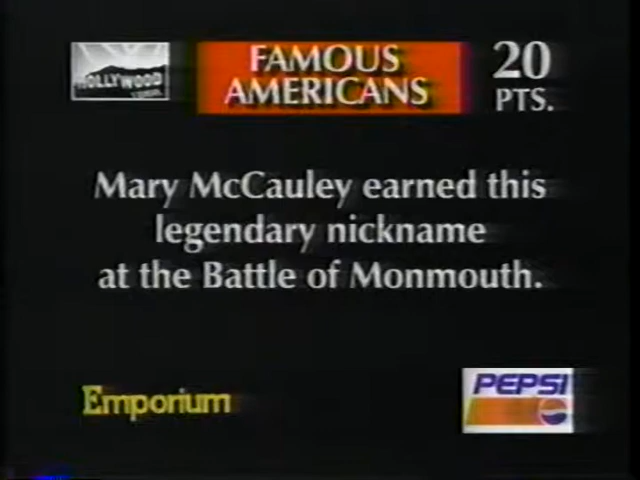 HOLLYWOOD
FAMOUS
AMERICANS
20
PTS.
Mary McCauley earned this
legendary nickname
at the Battle of Monmouth.
Emporium
PEPSI